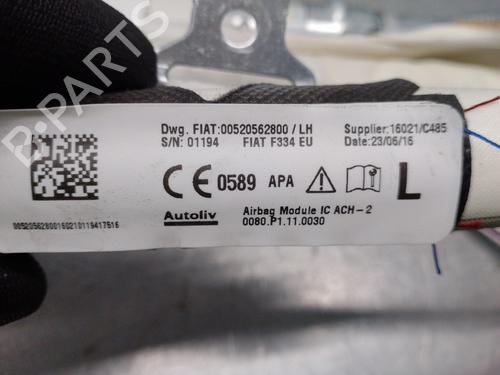 Dwg. FIAT:00520562800 / LH
Supplier: 16021/C485
S/N: 01194 FIAT F334 EU
Date: 23/06/16
CE 0589 APA
L
Autoliv
Airbag Module IC ACH-2
0080.P1.11.0030
00520562800160210119417516
B-PARTS